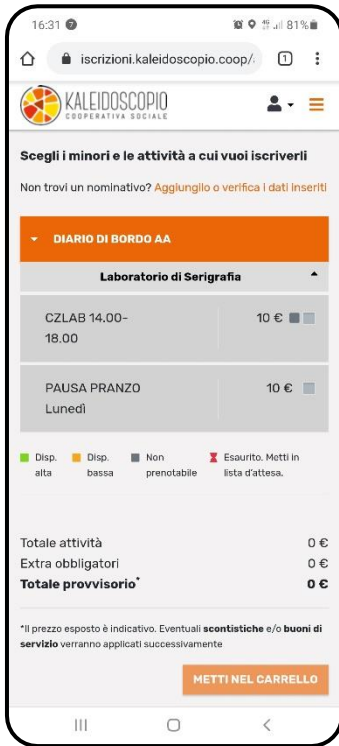 16:31 7 81%
iscrizioni.kaleidoscopio.coop/ 1
KALEIDOSCOPIO
COOPERATIVA SOCIALE
Scegli i minori e le attività a cui vuoi iscriverli
Non trovi un nominativo? Aggiungilo o verifica i dati inseriti
DIARIO DI BORDO AA
Laboratorio di Serigrafia
CZLAB 14.00- 10 €
18.00
PAUSA PRANZO 10 €
Lunedì
Disp. Disp. Non Esaurito. Metti in
alta bassa prenotabile lista d'attesa.
Totale attività 0 €
Extra obbligatori 0 €
Totale provvisorio* 0 €
*Il prezzo esposto è indicativo. Eventuali scontistiche e/o buoni di
servizio verranno applicati successivamente
METTI NEL CARRELLO